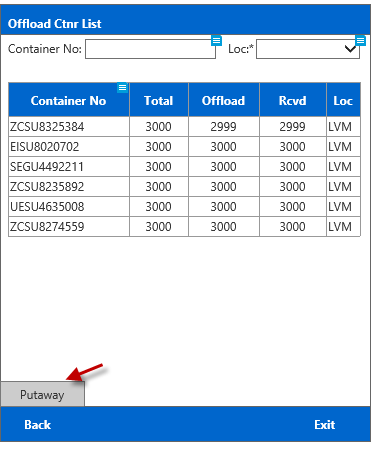 Offload Ctnr List
Container No: Loc:*
Container No Total Offload Rcvd Loc
ZCSU8325384 3000 2999 2999 LVM
EISU8020702 3000 3000 3000 LVM
SEGU4492211 3000 3000 3000 LVM
ZCSU8235892 3000 3000 3000 LVM
UESU4635008 3000 3000 3000 LVM
ZCSU8274559 3000 3000 3000 LVM
Putaway
Back Exit